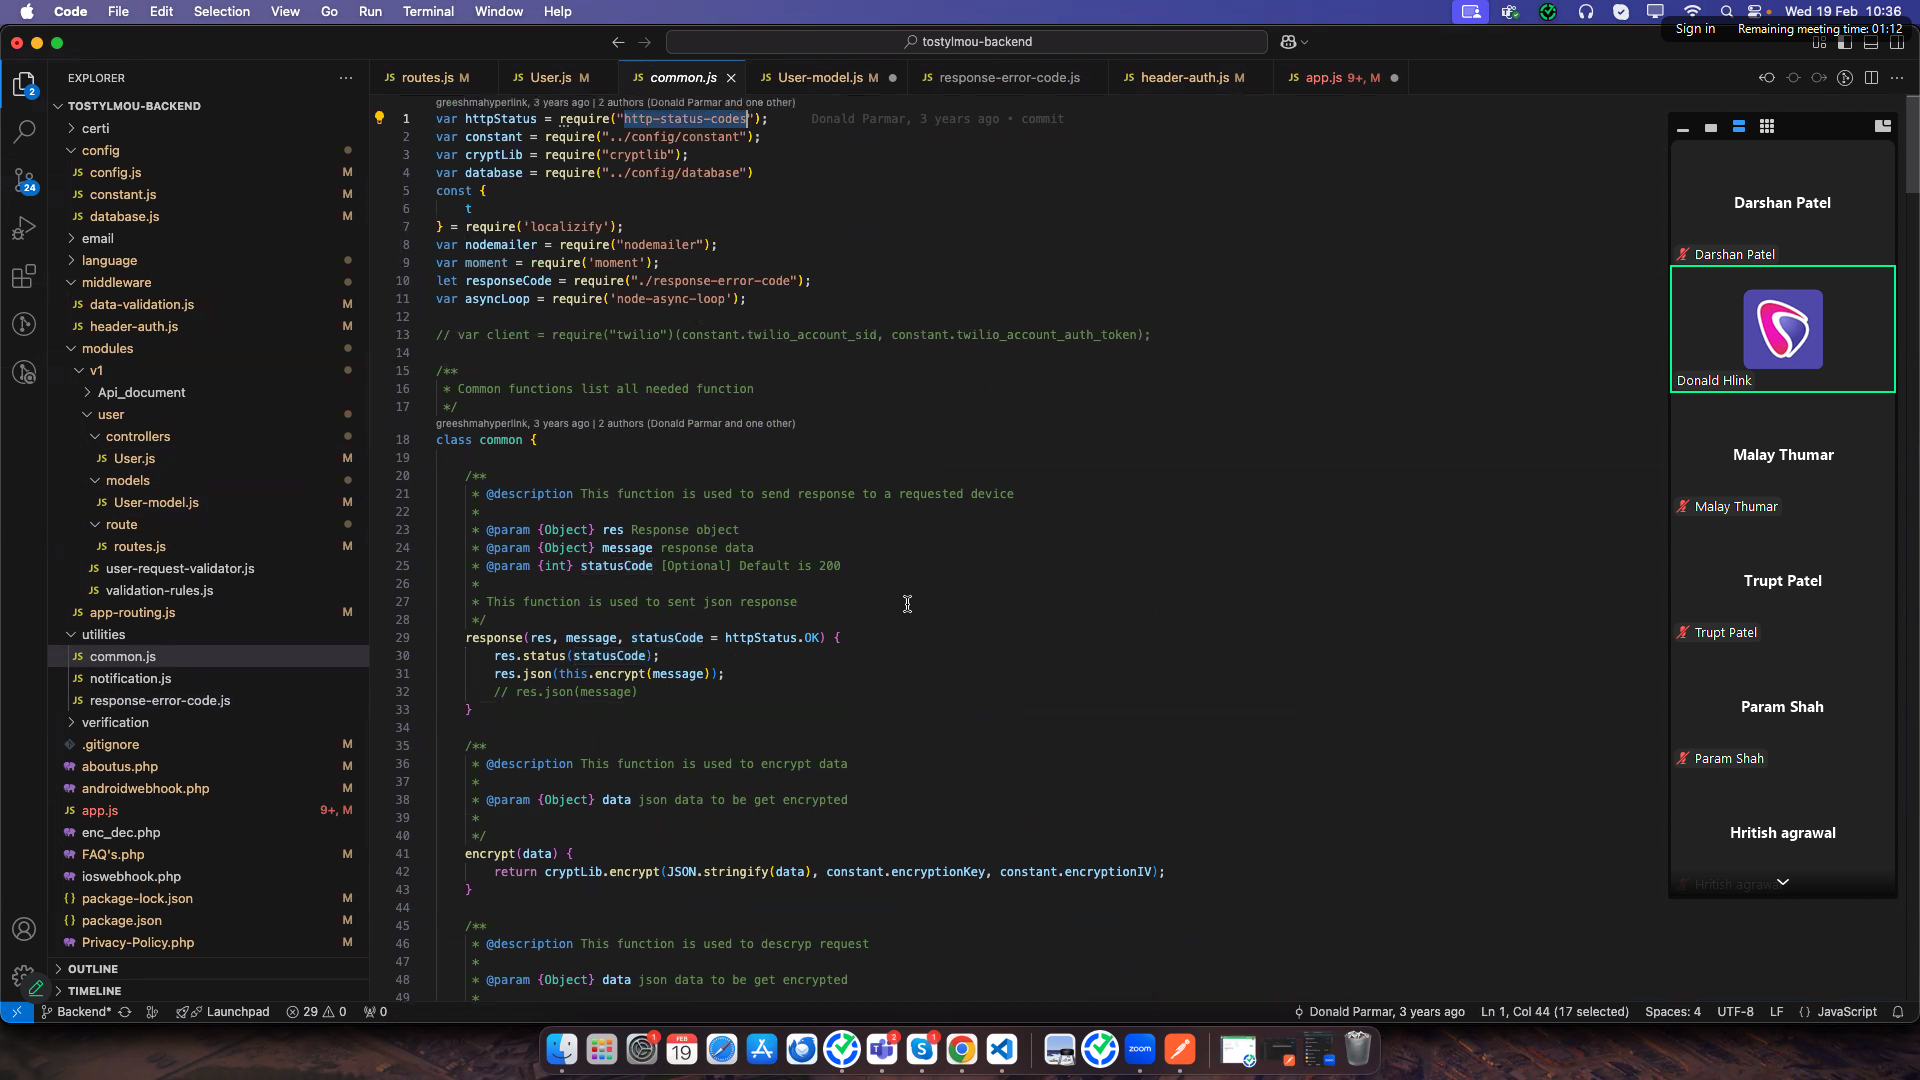 Code File Edit Selection View Go Run Terminal Window Help
Wed 19 Feb 10:36
Sign in Remaining meeting time: 01:12
tostylmou-backend
EXPLORER
TOSTYLMOU-BACKEND
certi
config
config.js M
constant.js M
database.js M
email
language
middleware
data-validation.js M
header-auth.js M
modules
v1
Api_document
user
controllers
User.js M
models
User-model.js M
route
routes.js M
user-request-validator.js
validation-rules.js
app-routing.js M
utilities
common.js
notification.js
response-error-code.js
verification
.gitignore M
aboutus.php M
androidwebhook.php M
app.js 9+, M
enc_dec.php
FAQ's.php M
ioswebhook.php
package-lock.json M
package.json M
Privacy-Policy.php M
OUTLINE
TIMELINE
2
24
routes.js M User.js M common.js User-model.js M response-error-code.js header-auth.js M app.js 9+, M
greeshmahyperlink, 3 years ago | 2 authors (Donald Parmar and one other)
1 var httpStatus = require("http-status-codes"); Donald Parmar, 3 years ago • commit
2 var constant = require("../config/constant");
3 var cryptLib = require("cryptlib");
4 var database = require("../config/database")
5 const {
6 t
7 } = require('localizify');
8 var nodemailer = require("nodemailer");
9 var moment = require('moment');
10 let responseCode = require("./response-error-code");
11 var asyncLoop = require('node-async-loop');
12
13 // var client = require("twilio")(constant.twilio_account_sid, constant.twilio_account_auth_token);
14
15 /**
16 * Common functions list all needed function
17 */
greeshmahyperlink, 3 years ago | 2 authors (Donald Parmar and one other)
18 class common {
19
20 /**
21 * @description This function is used to send response to a requested device
22 *
23 * @param {Object} res Response object
24 * @param {Object} message response data
25 * @param {int} statusCode [Optional] Default is 200
26 *
27 * This function is used to sent json response
28 */
29 response(res, message, statusCode = httpStatus.OK) {
30 res.status(statusCode);
31 res.json(this.encrypt(message));
32 // res.json(message)
33 }
34
35 /**
36 * @description This function is used to encrypt data
37 *
38 * @param {Object} data json data to be get encrypted
39 *
40 */
41 encrypt(data) {
42 return cryptLib.encrypt(JSON.stringify(data), constant.encryptionKey, constant.encryptionIV);
43 }
44
45 /**
46 * @description This function is used to descryp request
47 *
48 * @param {Object} data json data to be get encrypted
49 *
Darshan Patel
Darshan Patel
Donald Hlink
Malay Thumar
Malay Thumar
Trupt Patel
Trupt Patel
Param Shah
Param Shah
Hritish agrawal
Hritish agrawal
Backend* Launchpad 29 0 0
Donald Parmar, 3 years ago Ln 1, Col 44 (17 selected) Spaces: 4 UTF-8 LF {} JavaScript
1 FEB 19 2 1 zoom